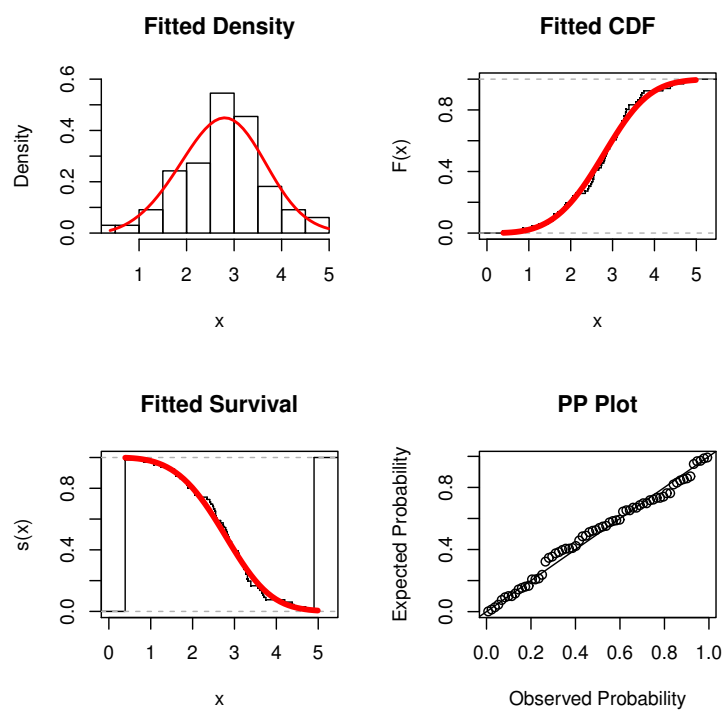 Fitted Density
Density
0.0 0.2 0.4 0.6
1 2 3 4 5
x
Fitted CDF
F(x)
0.0 0.4 0.8
0 1 2 3 4 5
x
Fitted Survival
s(x)
0.0 0.4 0.8
0 1 2 3 4 5
x
PP Plot
Expected Probability
0.0 0.4 0.8
0.0 0.2 0.4 0.6 0.8 1.0
Observed Probability